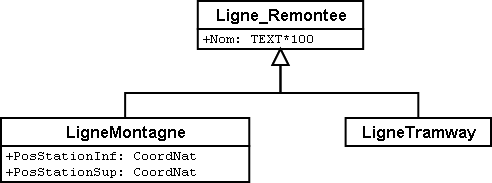 Ligne_Remontee
+Nom: TEXT*100
LigneMontagne
+PosStationInf: CoordNat
+PosStationSup: CoordNat
LigneTramway